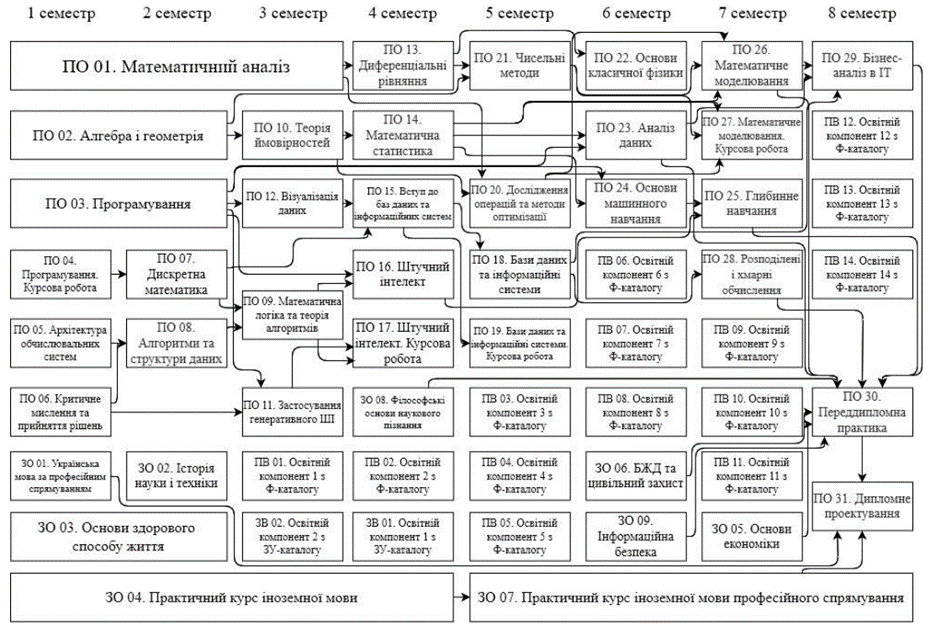 1 семестр 2 семестр 3 семестр 4 семестр 5 семестр 6 семестр 7 семестр 8 семестр
ПО 01. Математичний аналіз
ПО 13.
Диференціальні
рівняння
ПО 21. Чисельні
методи
ПО 22. Основи
класичної фізики
ПО 26.
Математичне
моделювання
ПО 29. Бізнес-
аналіз в ІТ
ПО 02. Алгебра і геометрія
ПО 10. Теорія
ймовірностей
ПО 14.
Математична
статистика
ПО 23. Аналіз
даних
ПО 27. Математичне
моделювання.
Курсова робота
ПВ 12. Освітній
компонент 12 з
Ф-каталогу
ПО 03. Програмування
ПО 12. Візуалізація
даних
ПО 15. Вступ до
баз даних та
інформаційних систем
ПО 20. Дослідження
операцій та методи
оптимізації
ПО 24. Основи
машинного
навчання
ПО 25. Глибинне
навчання
ПВ 13. Освітній
компонент 13 з
Ф-каталогу
ПО 04.
Програмування.
Курсова робота
ПО 07.
Дискретна
математика
ПО 09. Математична
логіка та теорія
алгоритмів
ПО 16. Штучний
інтелект
ПО 18. Бази даних
та інформаційні
системи
ПВ 06. Освітній
компонент 6 з
Ф-каталогу
ПО 28. Розподілені і
хмарні
обчислення
ПВ 14. Освітній
компонент 14 з
Ф-каталогу
ПО 05. Архітектура
обчислювальних
систем
ПО 08.
Алгоритми та
структури даних
ПО 17. Штучний
інтелект. Курсова
робота
ПО 19. Бази даних та
інформаційні системи.
Курсова робота
ПВ 07. Освітній
компонент 7 з
Ф-каталогу
ПВ 09. Освітній
компонент 9 з
Ф-каталогу
ПО 06. Критичне
мислення та
прийняття рішень
ПО 11. Застосування
генеративного ШІ
ЗО 08. Філософські
основи наукового
пізнання
ПВ 03. Освітній
компонент 3 з
Ф-каталогу
ПВ 08. Освітній
компонент 8 з
Ф-каталогу
ПВ 10. Освітній
компонент 10 з
Ф-каталогу
ПО 30.
Переддипломна
практика
ЗО 01. Українська
мова за професійним
спрямуванням
ЗО 02. Історія
науки і техніки
ПВ 01. Освітній
компонент 1 з
Ф-каталогу
ПВ 02. Освітній
компонент 2 з
Ф-каталогу
ПВ 04. Освітній
компонент 4 з
Ф-каталогу
ЗО 06. БЖД та
цивільний захист
ПВ 11. Освітній
компонент 11 з
Ф-каталогу
ПО 31. Дипломне
проектування
ЗО 03. Основи здорового
способу життя
ЗВ 02. Освітній
компонент 2 з
ЗУ-каталогу
ЗВ 01. Освітній
компонент 1 з
ЗУ-каталогу
ПВ 05. Освітній
компонент 5 з
Ф-каталогу
ЗО 09.
Інформаційна
безпека
ЗО 05. Основи
економіки
ЗО 04. Практичний курс іноземної мови
ЗО 07. Практичний курс іноземної мови професійного спрямування